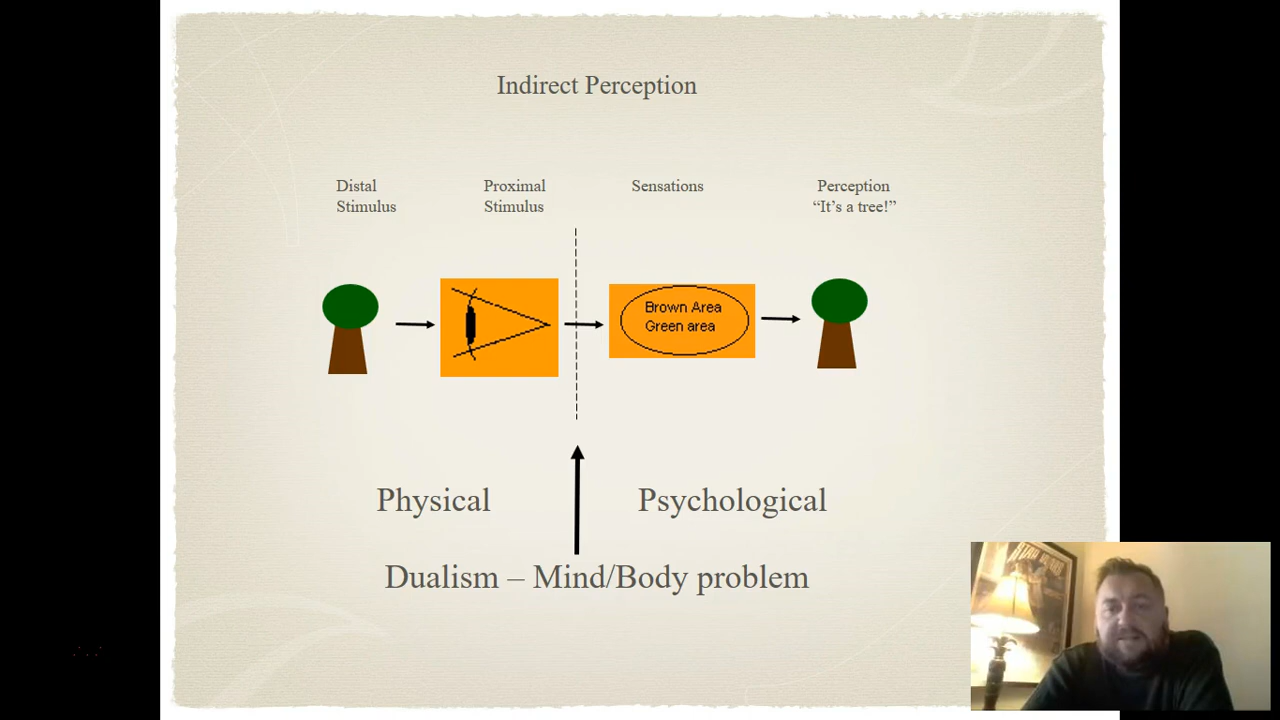 Indirect Perception
Distal
Stimulus
Proximal
Stimulus
Sensations
Perception
“It’s a tree!”
Brown Area
Green area
Physical
Psychological
Dualism – Mind/Body problem